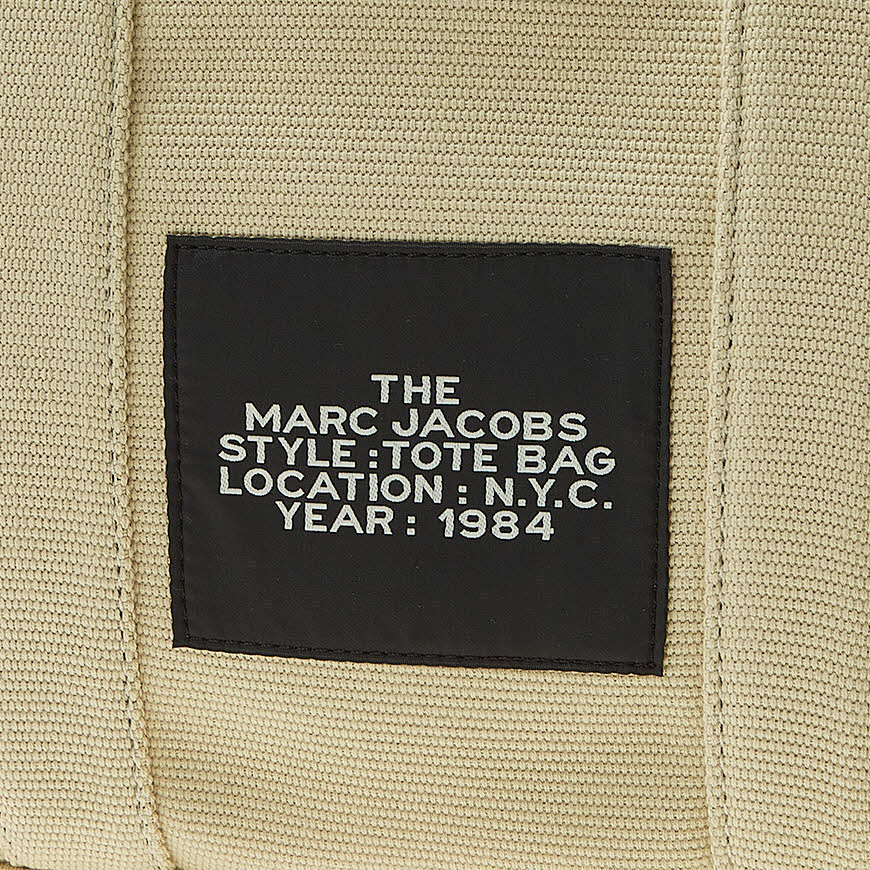 THE
MARC JACOBS
STYLE : TOTE BAG
LOCATION : N.Y.C.
YEAR : 1984